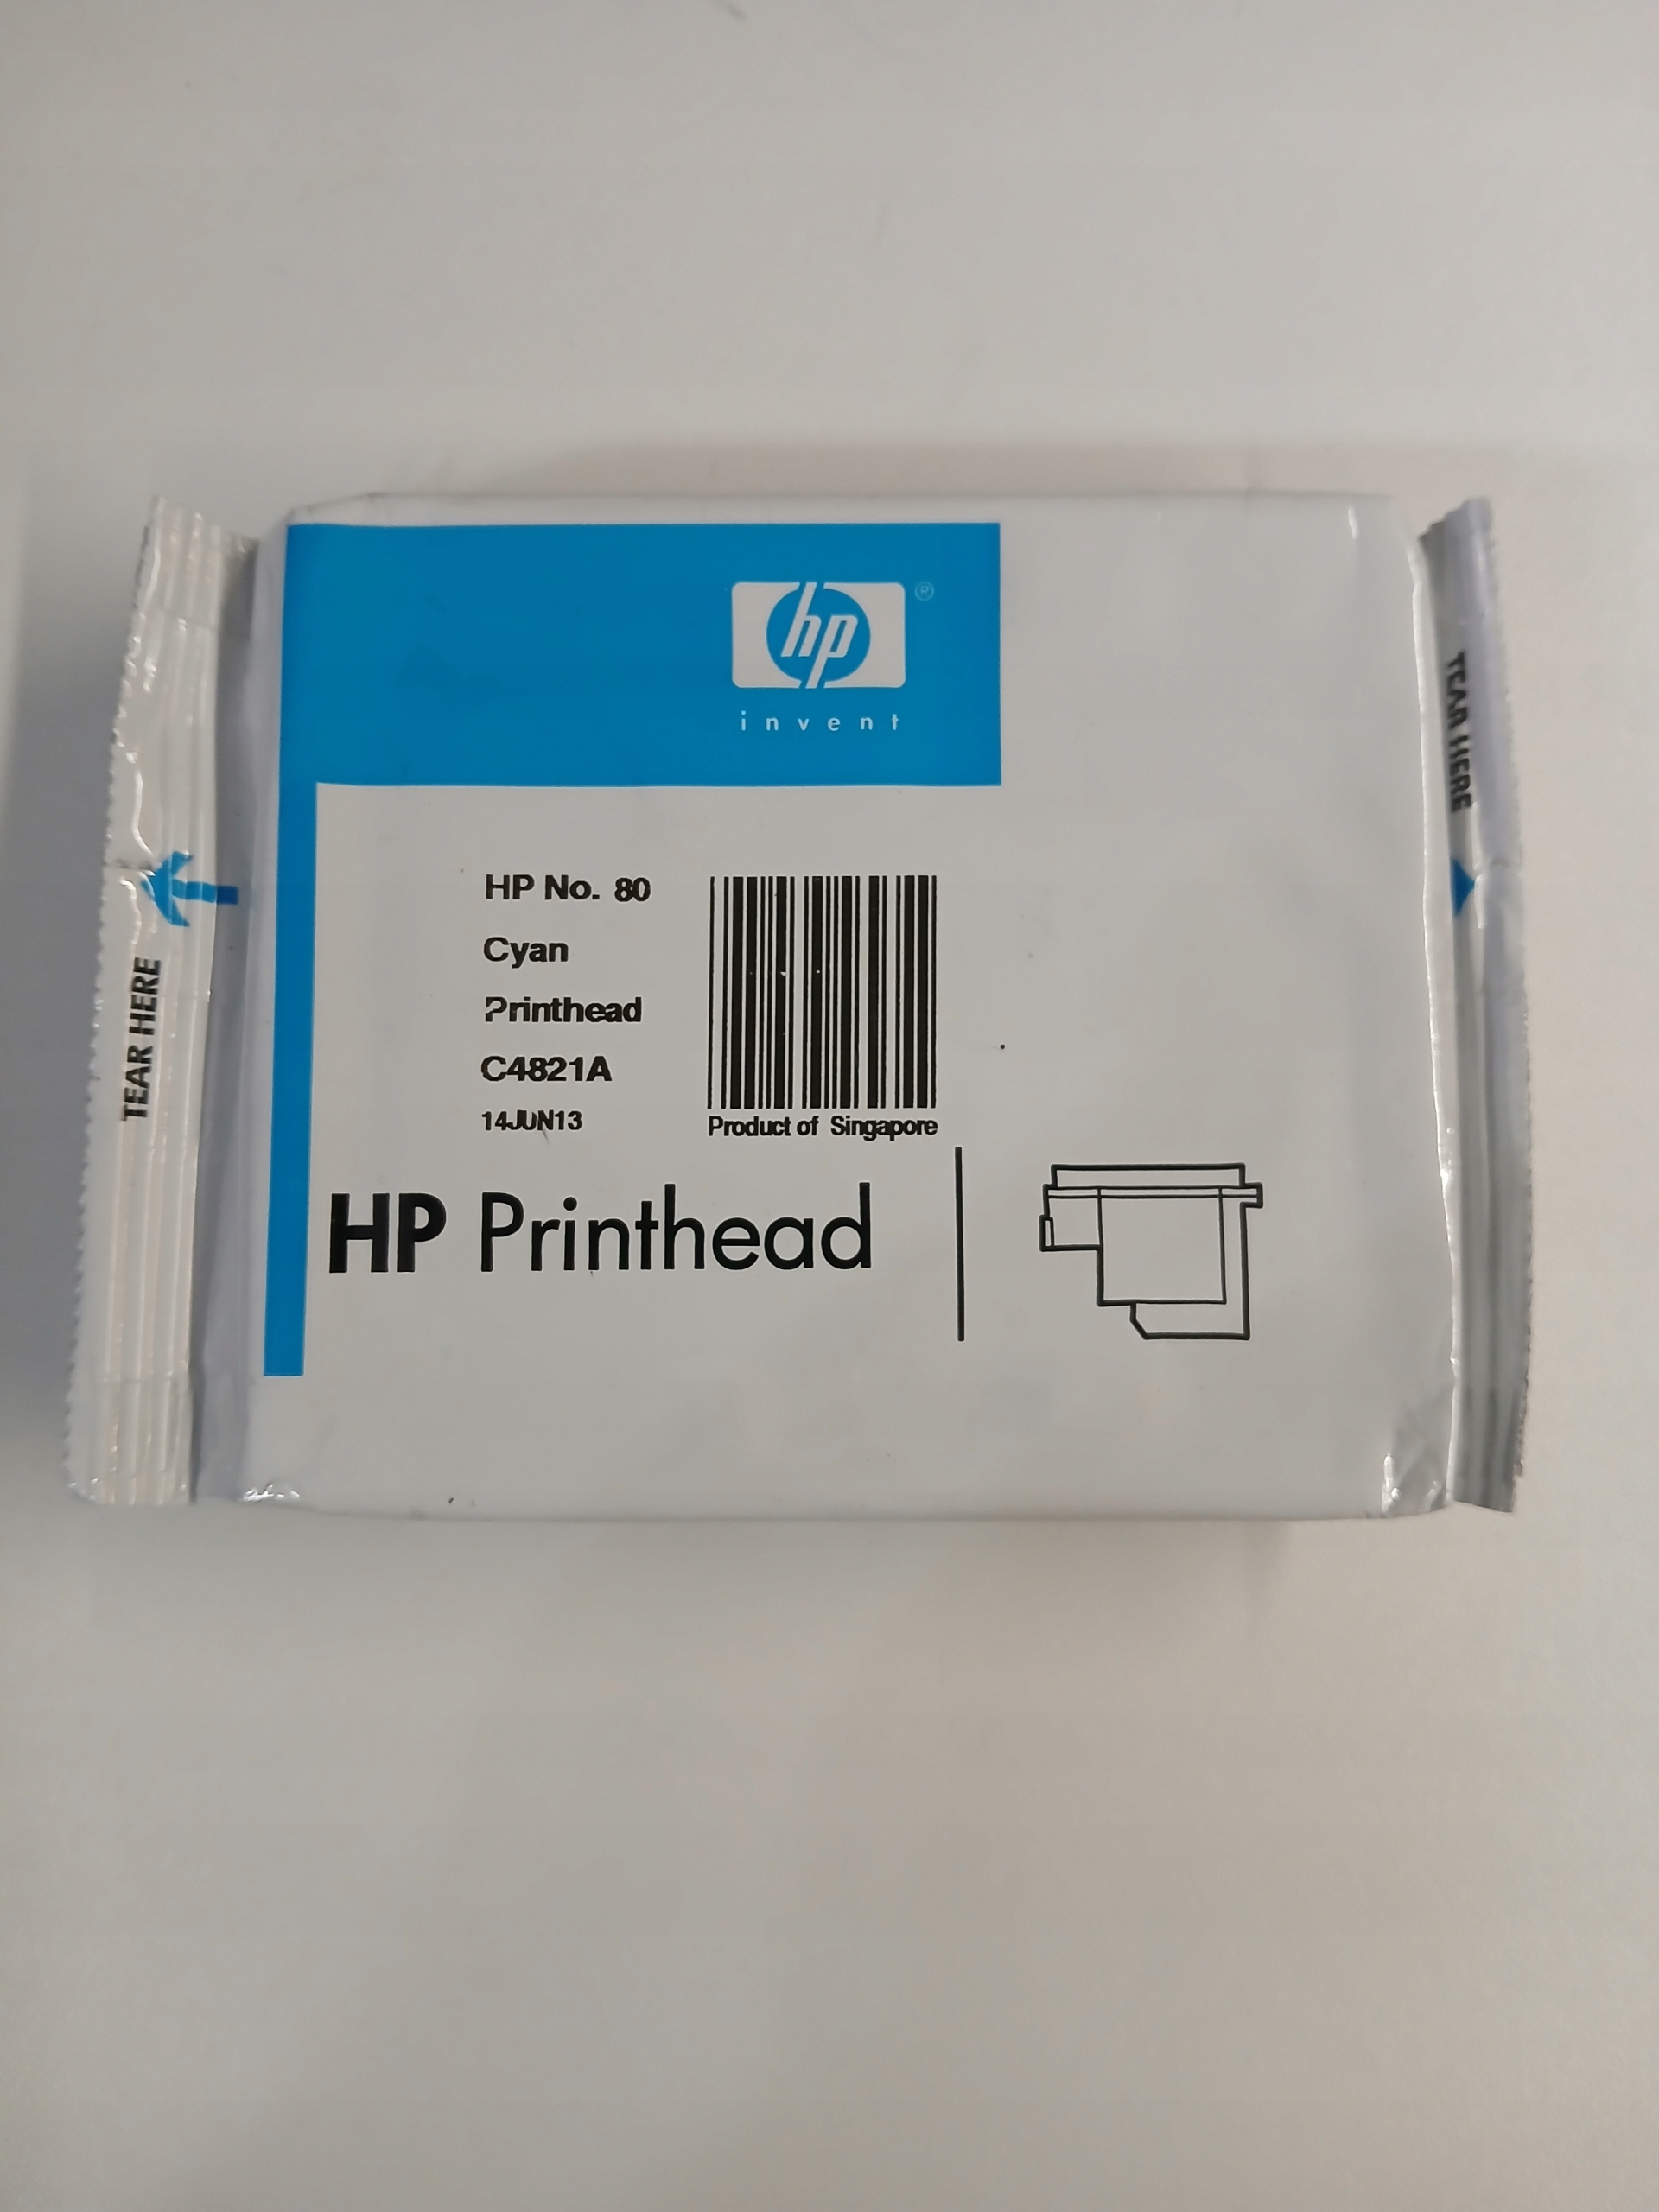 hp ®
invent
HP No. 80
Cyan
Printhead
C4821A
14JUN13
Product of Singapore
HP Printhead
TEAR HERE
TEAR HERE